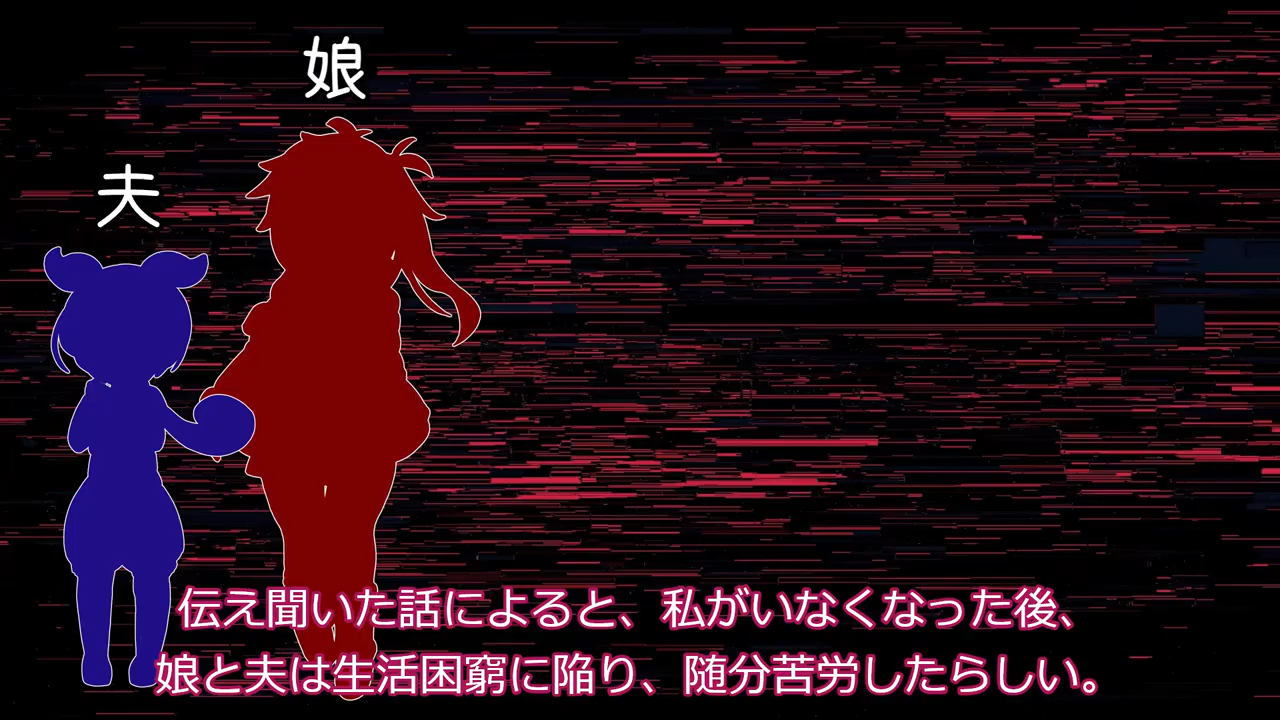 娘
夫
伝え聞いた話によると、私がいなくなった後、
娘と夫は生活困窮に陥り、随分苦労したらしい。